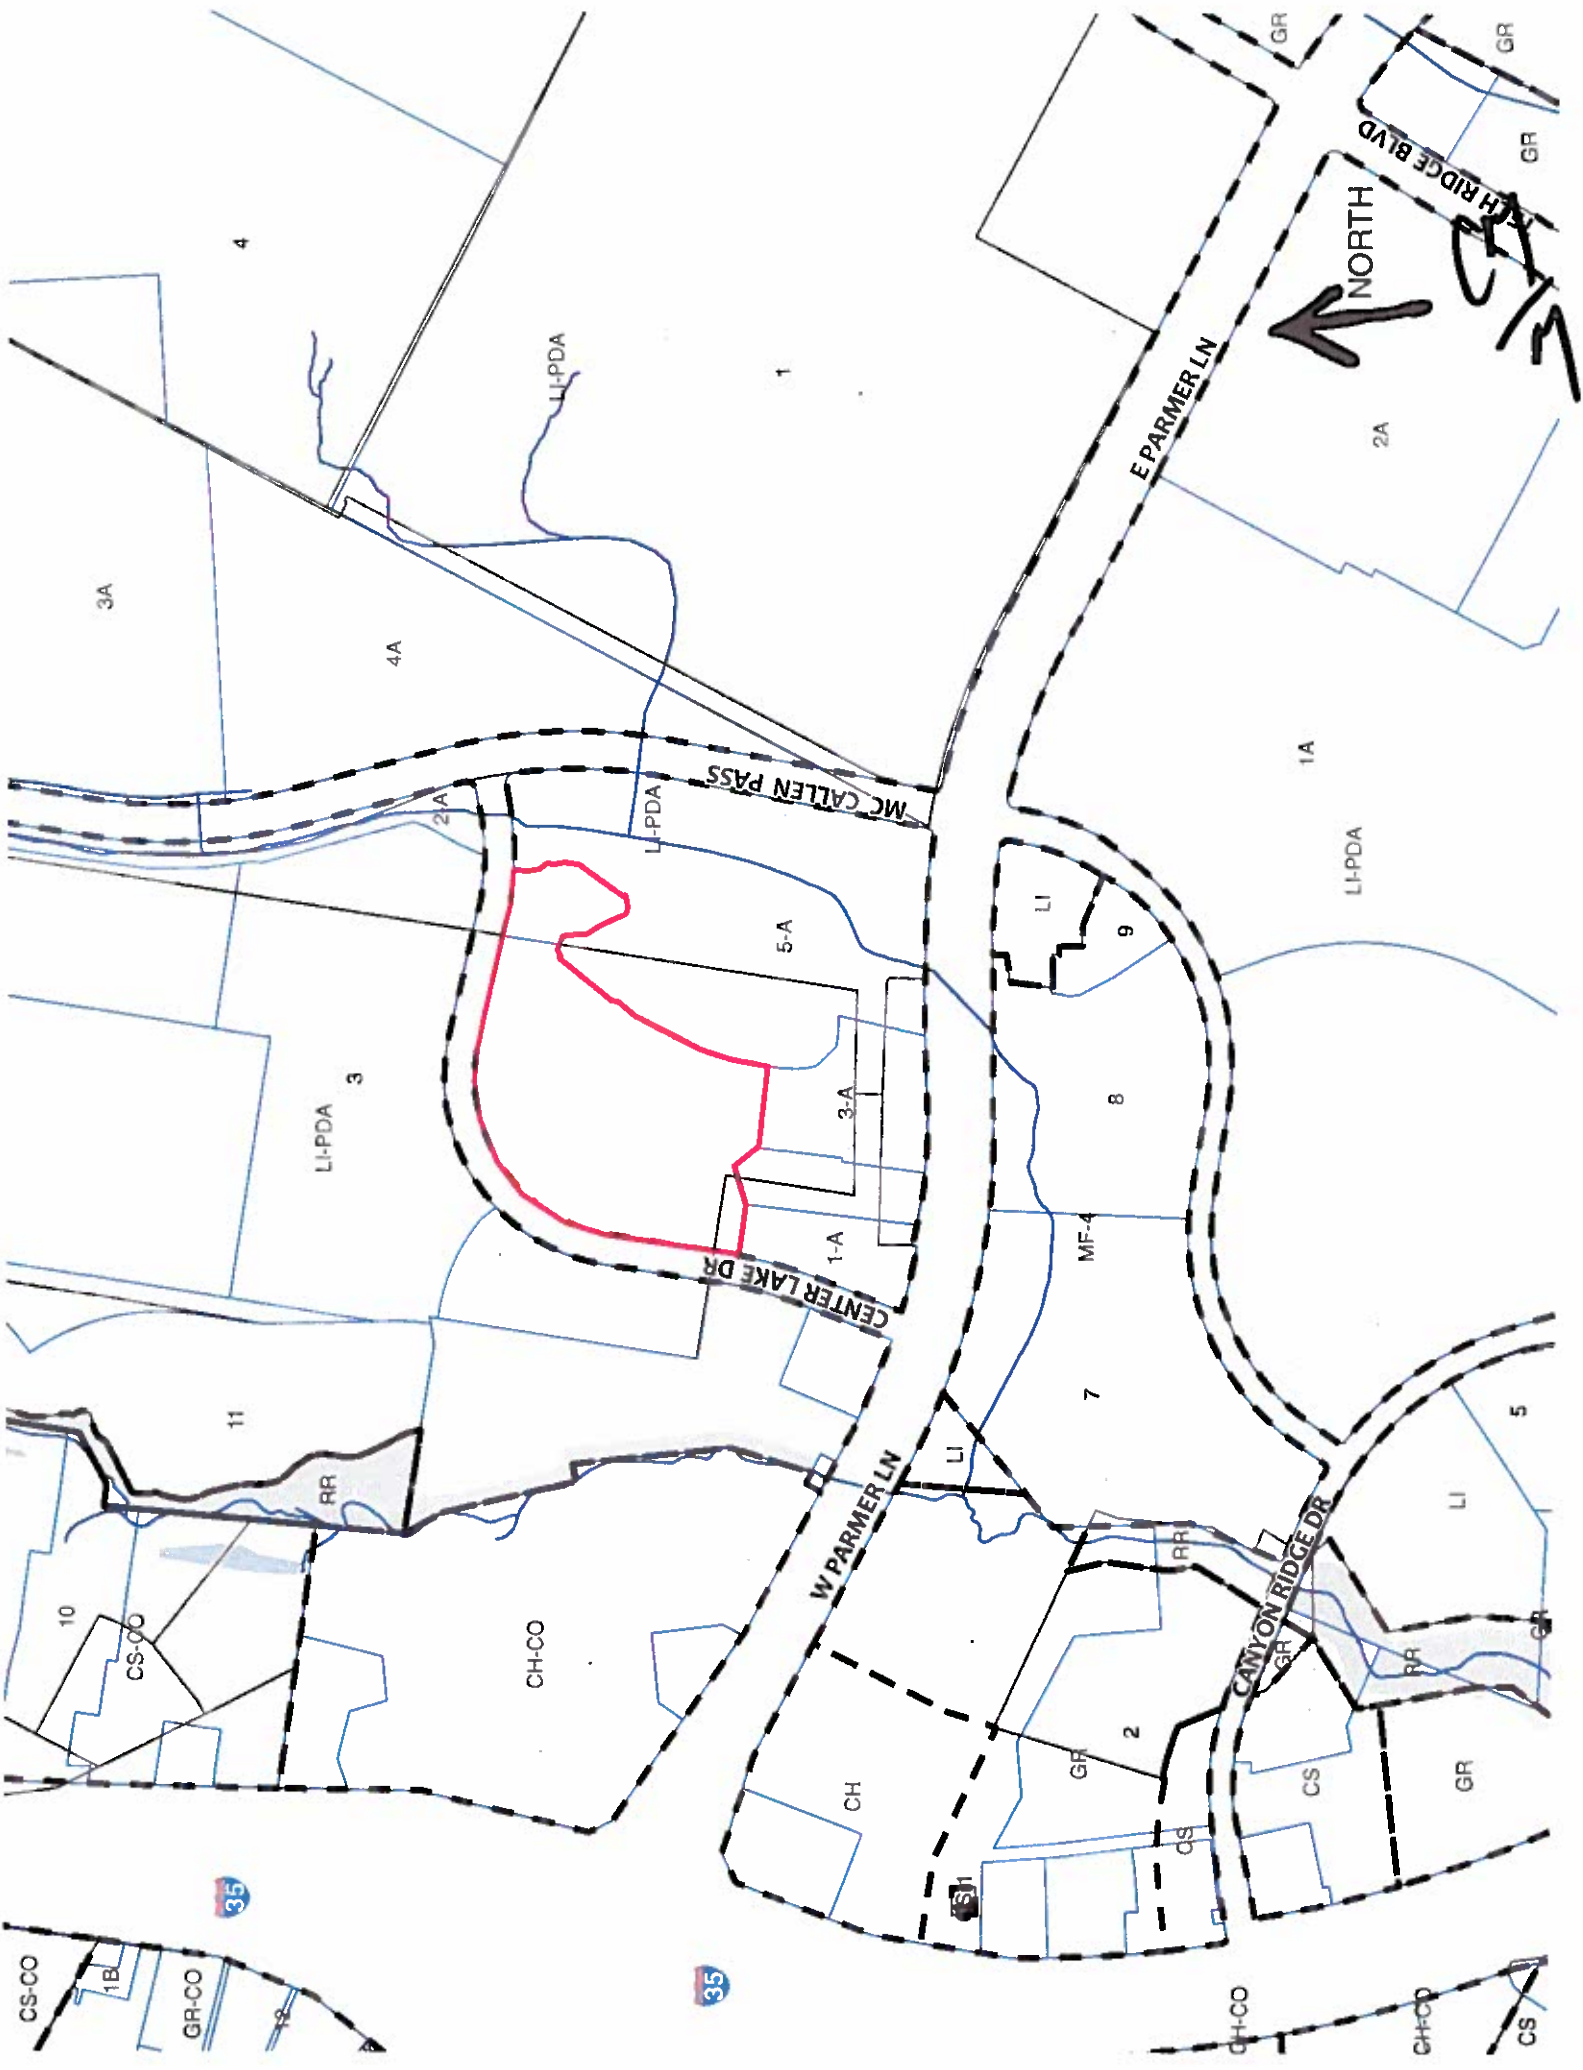 GR
GR
GR
TECH RIDGE BLVD
NORTH
4
LI-PDA
1
E PARMER LN
2A
3A
4A
MC CALLEN PASS
2-A
LI-PDA
5-A
1A
LI-PDA
LI
9
3
LI-PDA
3-A
8
1-A
CENTER LAKE DR
MF-4
7
11
RR
LI
W PARMER LN
5
LI
RR
CANYON RIDGE DR
10
CS-CO
CH-CO
GR
RR
GR
2
GR
CH
CS
CS
GR
35
35
CS-CO
1B
GR-CO
12
CH-CO
CH-CO
CS